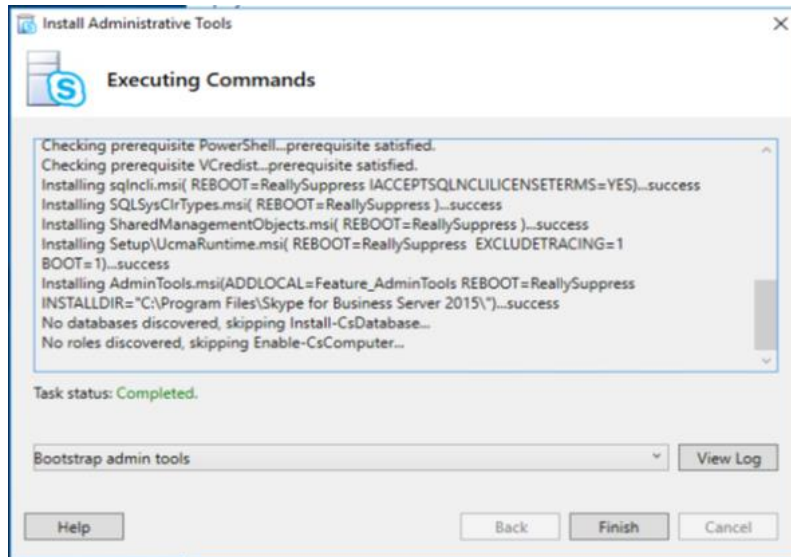 Install Administrative Tools
Executing Commands
Checking prerequisite PowerShell...prerequisite satisfied.
Checking prerequisite VCredist...prerequisite satisfied.
Installing sqlncli.msi( REBOOT=ReallySuppress IACCEPTSQLNCLILICENSETERMS=YES)...success
Installing SQLSysClrTypes.msi( REBOOT=ReallySuppress )...success
Installing SharedManagementObjects.msi( REBOOT=ReallySuppress )...success
Installing Setup\UcmaRuntime.msi( REBOOT=ReallySuppress  EXCLUDETRACING=1
BOOT=1)...success
Installing AdminTools.msi(ADDLOCAL=Feature_AdminTools REBOOT=ReallySuppress
INSTALLDIR="C:\Program Files\Skype for Business Server 2015\")...success
No databases discovered, skipping Install-CsDatabase...
No roles discovered, skipping Enable-CsComputer...
Task status: Completed.
Bootstrap admin tools
View Log
Help
Back
Finish
Cancel